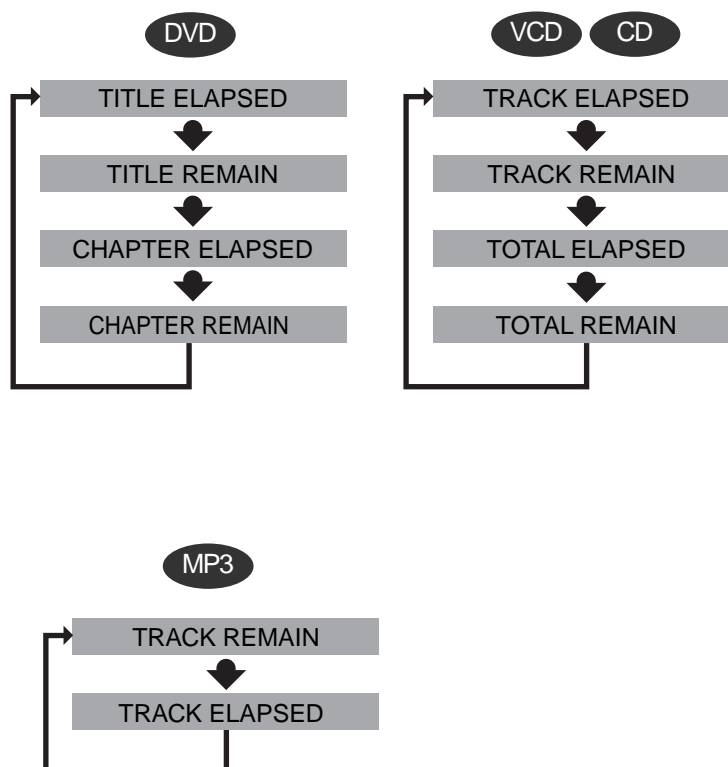 DVD
TITLE ELAPSED
TITLE REMAIN
CHAPTER ELAPSED
CHAPTER REMAIN
VCD CD
TRACK ELAPSED
TRACK REMAIN
TOTAL ELAPSED
TOTAL REMAIN
MP3
TRACK REMAIN
TRACK ELAPSED